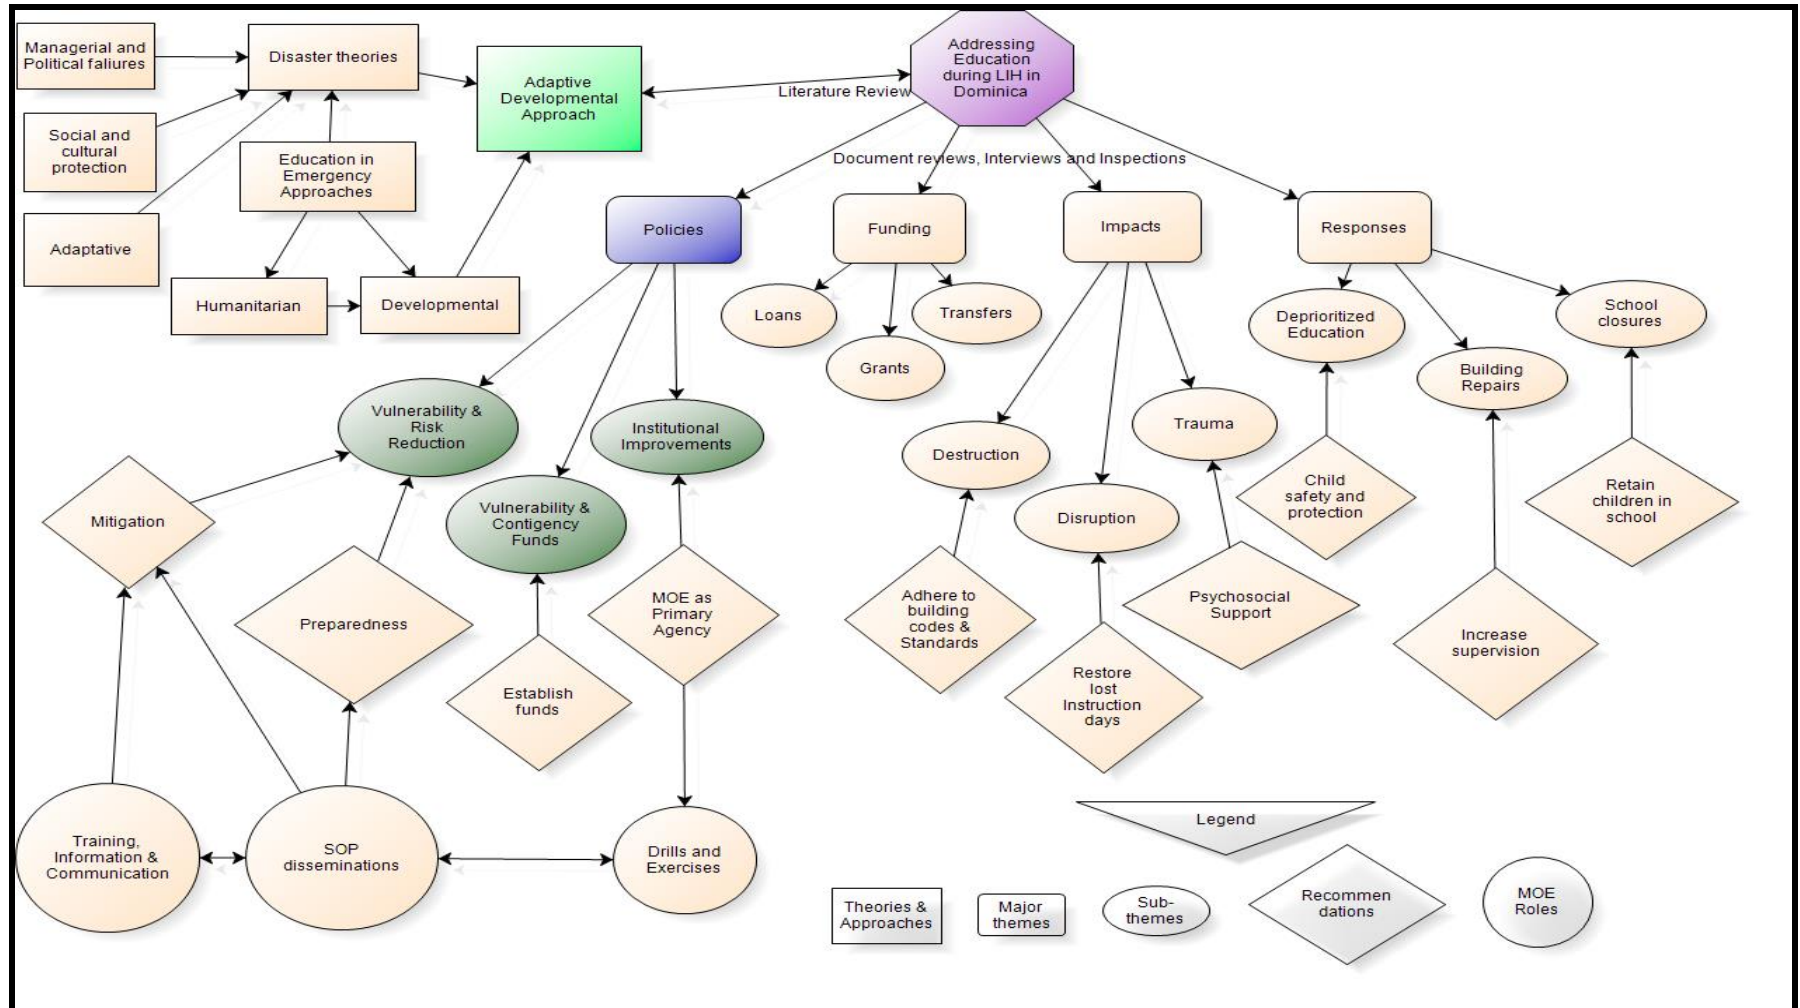 Managerial and
Political faliures
Disaster theories
Adaptive
Developmental
Approach
Addressing
Education
during LIH in
Dominica
Literature Review
Social and
cultural
protection
Education in
Emergency
Approaches
Document reviews, Interviews and Inspections
Adaptative
Humanitarian
Developmental
Policies
Funding
Impacts
Responses
Loans
Grants
Transfers
Deprioritized
Education
Building
Repairs
School
closures
Vulnerability &
Risk
Reduction
Institutional
Improvements
Vulnerability &
Contigency
Funds
Destruction
Disruption
Trauma
Child
safety and
protection
Retain
children in
school
Mitigation
Preparedness
Establish
funds
MOE as
Primary
Agency
Adhere to
building
codes &
Standards
Restore
lost
Instruction
days
Psychosocial
Support
Increase
supervision
Training,
Information &
Communication
SOP
disseminations
Drills and
Exercises
Legend
Theories &
Approaches
Major
themes
Sub-
themes
Recommen
dations
MOE
Roles